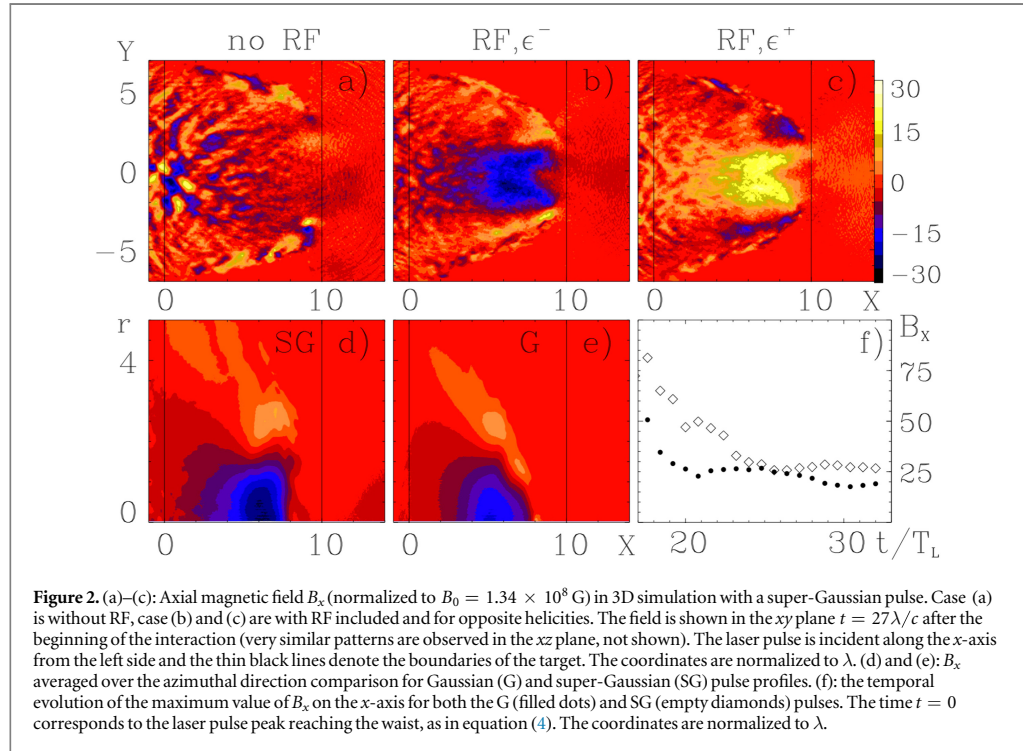 no RF RF,ϵ⁻ RF,ϵ⁺
Y
5
0
−5
a) b) c)
30
15
0
−15
−30
0 10 0 10 0 10 X
r
4
0
SG d) G e) f) Bₓ
75
50
25
0 10 0 10 X 20 30 t/T_L
Figure 2. (a)–(c): Axial magnetic field Bₓ (normalized to B₀ = 1.34 × 10⁸ G) in 3D simulation with a super-Gaussian pulse. Case (a)
is without RF, case (b) and (c) are with RF included and for opposite helicities. The field is shown in the xy plane t = 27λ/c after the
beginning of the interaction (very similar patterns are observed in the xz plane, not shown). The laser pulse is incident along the x-axis
from the left side and the thin black lines denote the boundaries of the target. The coordinates are normalized to λ. (d) and (e): Bₓ
averaged over the azimuthal direction comparison for Gaussian (G) and super-Gaussian (SG) pulse profiles. (f): the temporal
evolution of the maximum value of Bₓ on the x-axis for both the G (filled dots) and SG (empty diamonds) pulses. The time t = 0
corresponds to the laser pulse peak reaching the waist, as in equation (4). The coordinates are normalized to λ.